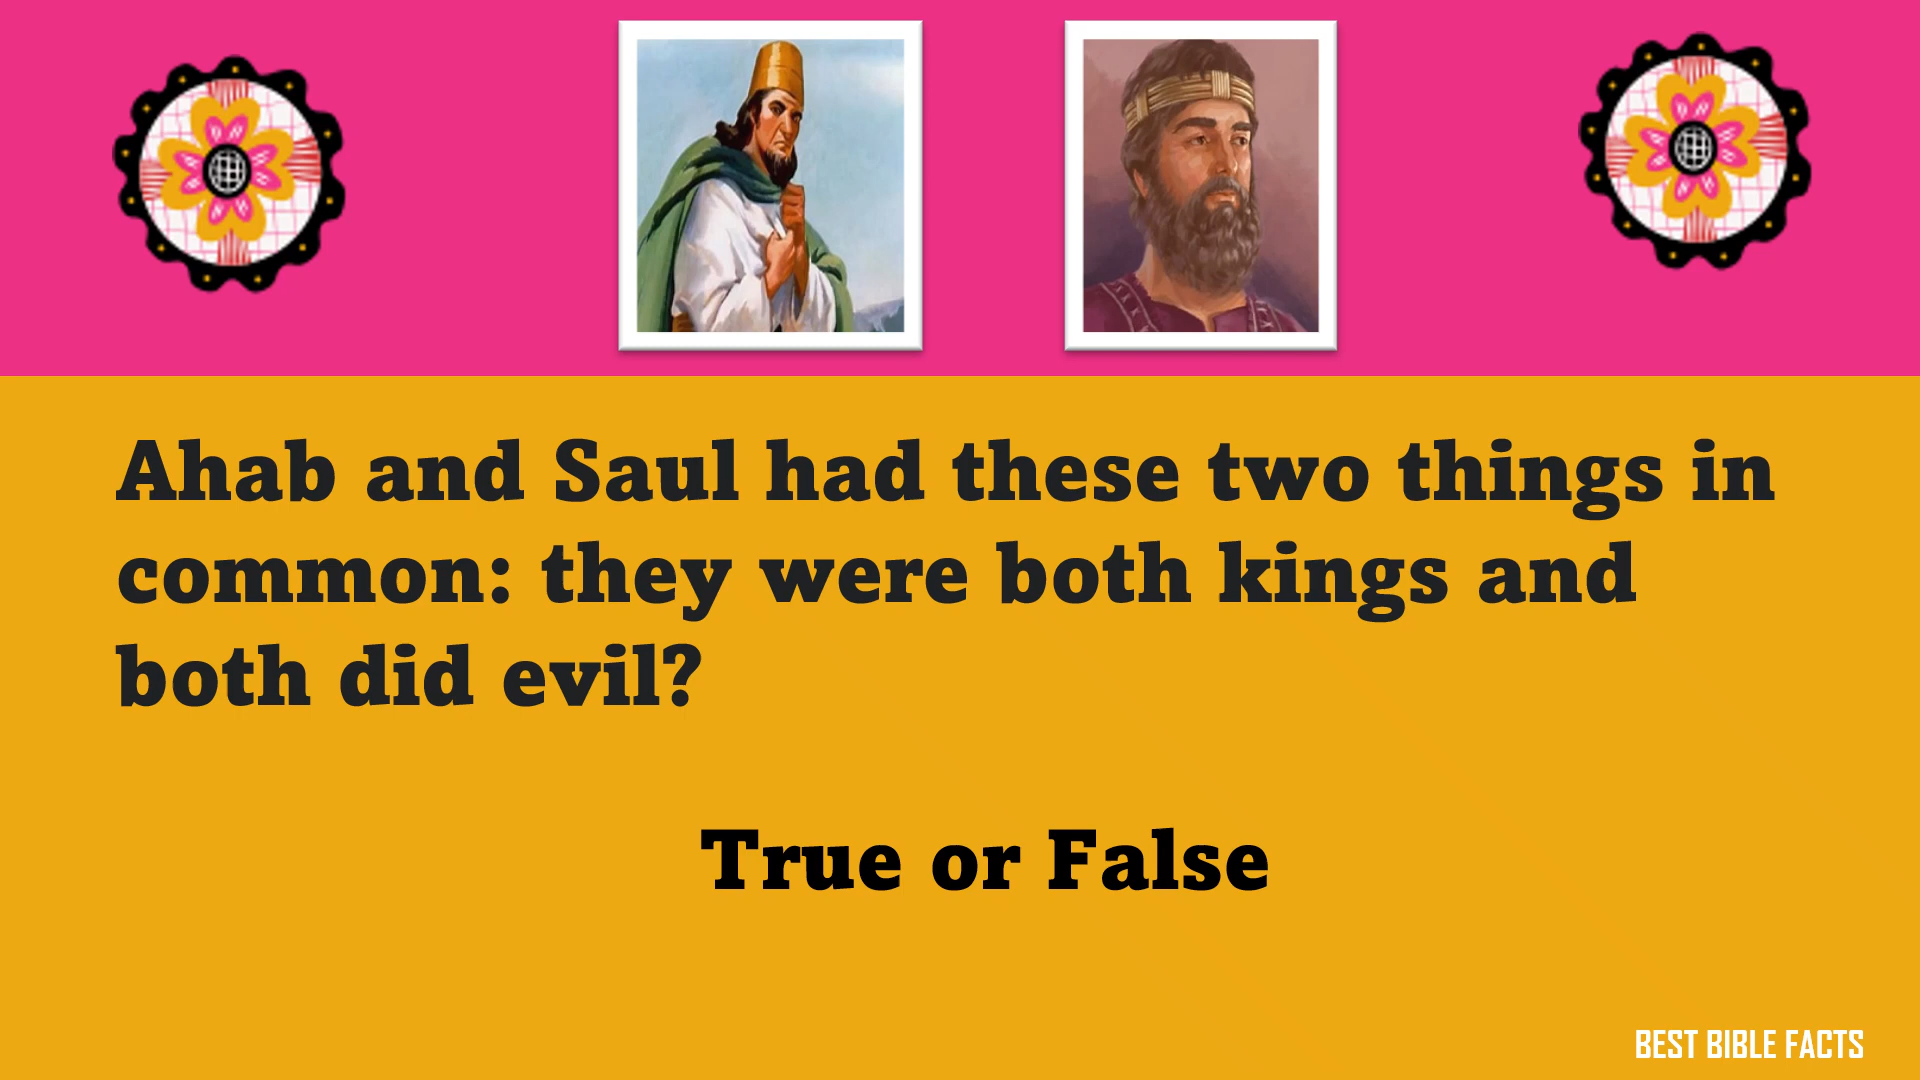 Ahab and Saul had these two things in
common: they were both kings and
both did evil?
True or False
BEST BIBLE FACTS